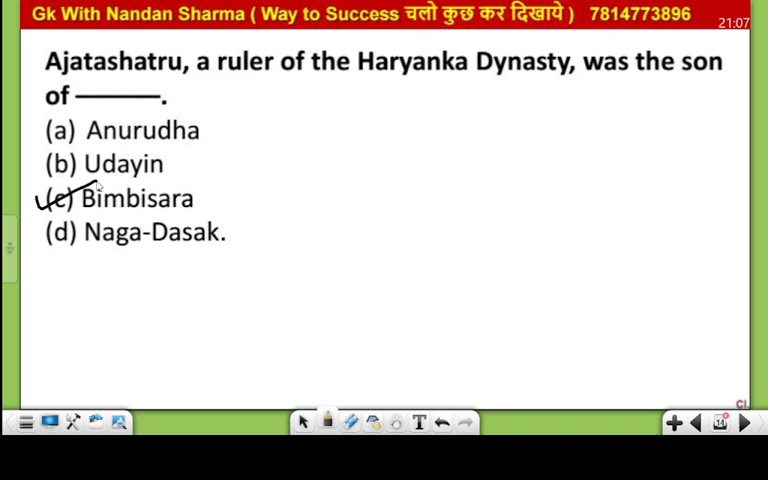 Gk With Nandan Sharma ( Way to Success चलो कुछ कर दिखाये ) 7814773896
21:07
Ajatashatru, a ruler of the Haryanka Dynasty, was the son
of ———.
(a) Anurudha
(b) Udayin
(c) Bimbisara
(d) Naga-Dasak.
T
14